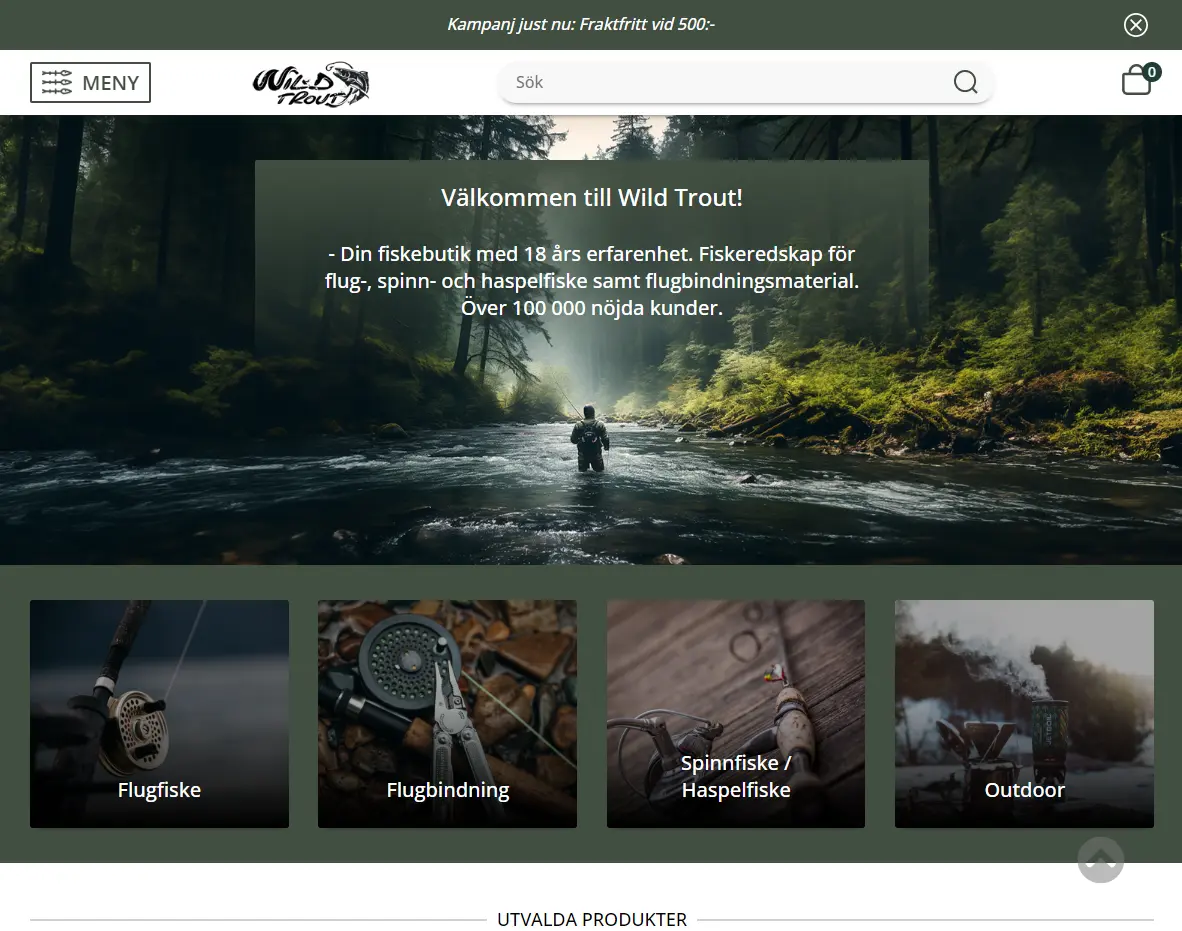 Kampanj just nu: Fraktfritt vid 500:-
MENY
WiLD
TROUT
Sök
0
Välkommen till Wild Trout!
- Din fiskebutik med 18 års erfarenhet. Fiskeredskap för
flug-, spinn- och haspelfiske samt flugbindningsmaterial.
Över 100 000 nöjda kunder.
Flugfiske
Flugbindning
Spinnfiske /
Haspelfiske
Outdoor
UTVALDA PRODUKTER